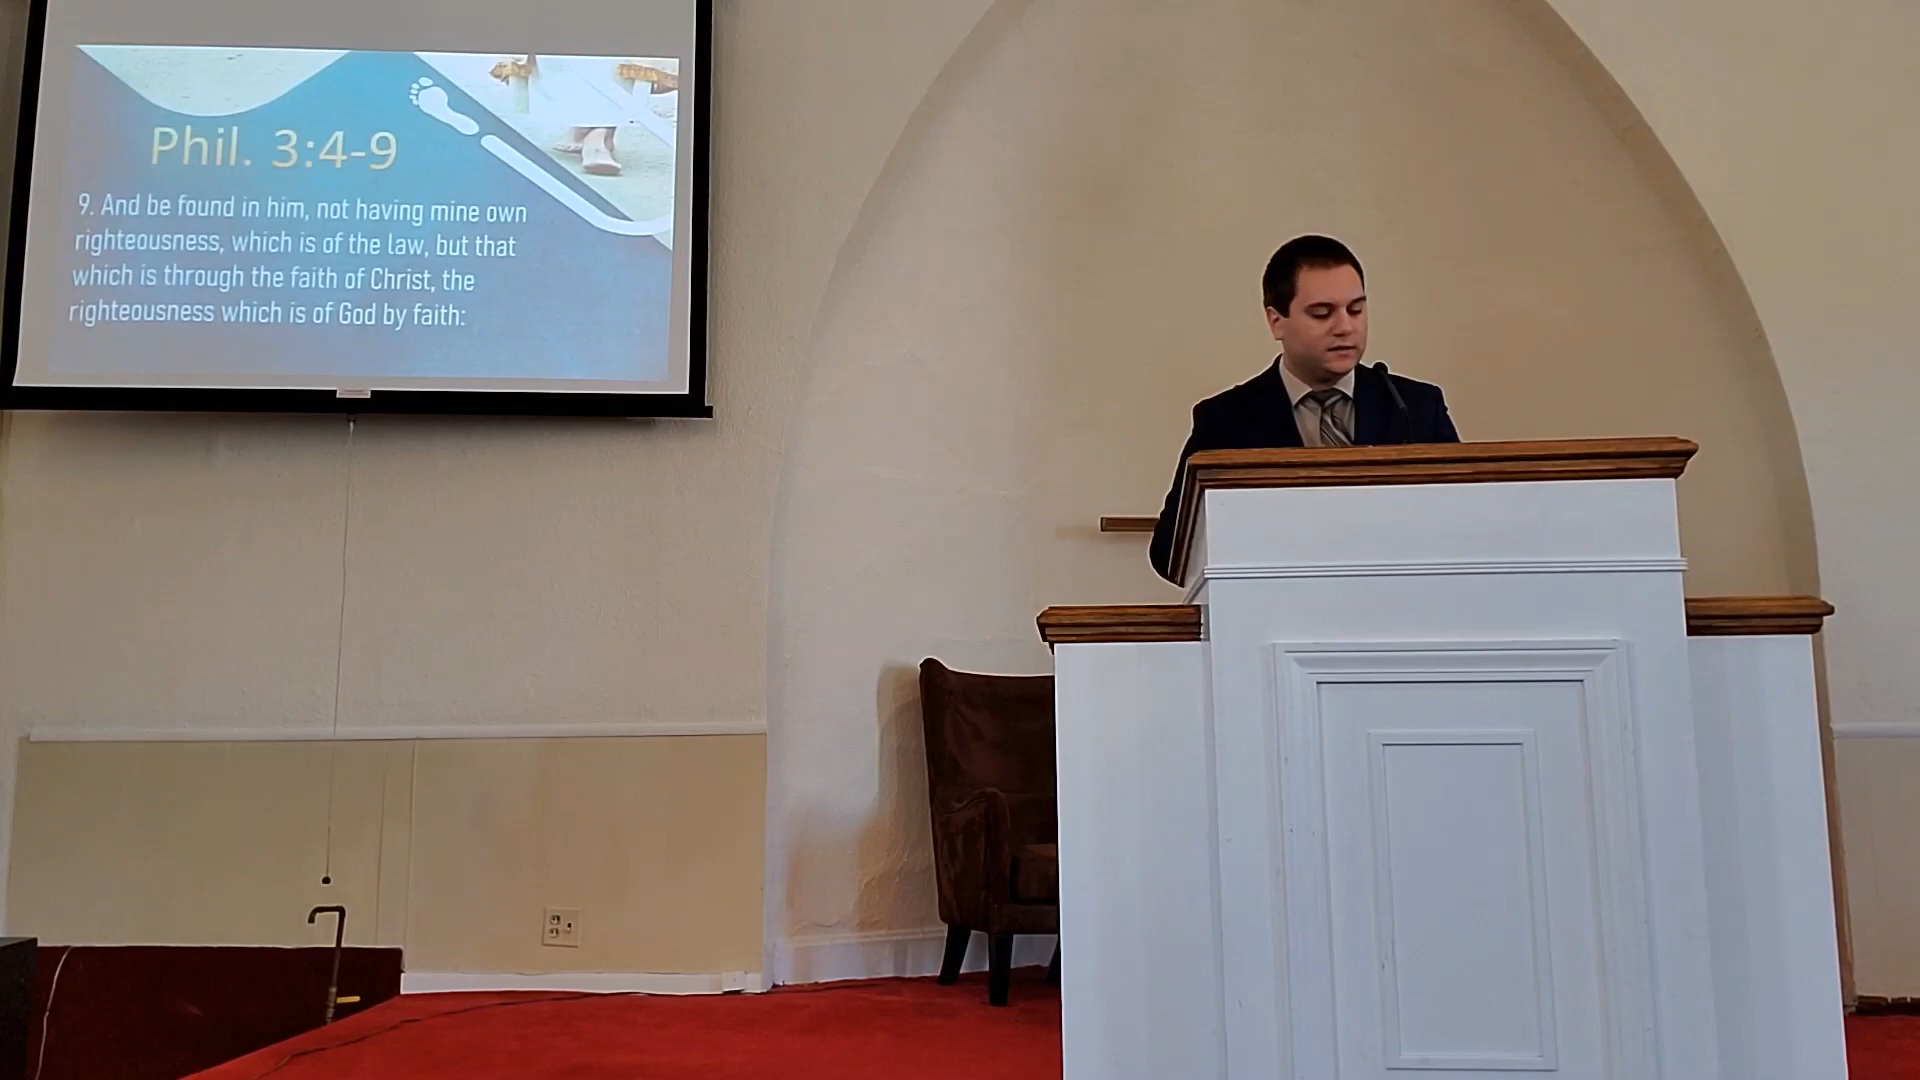 Phil. 3:4-9
9. And be found in him, not having mine own
righteousness, which is of the law, but that
which is through the faith of Christ, the
righteousness which is of God by faith: